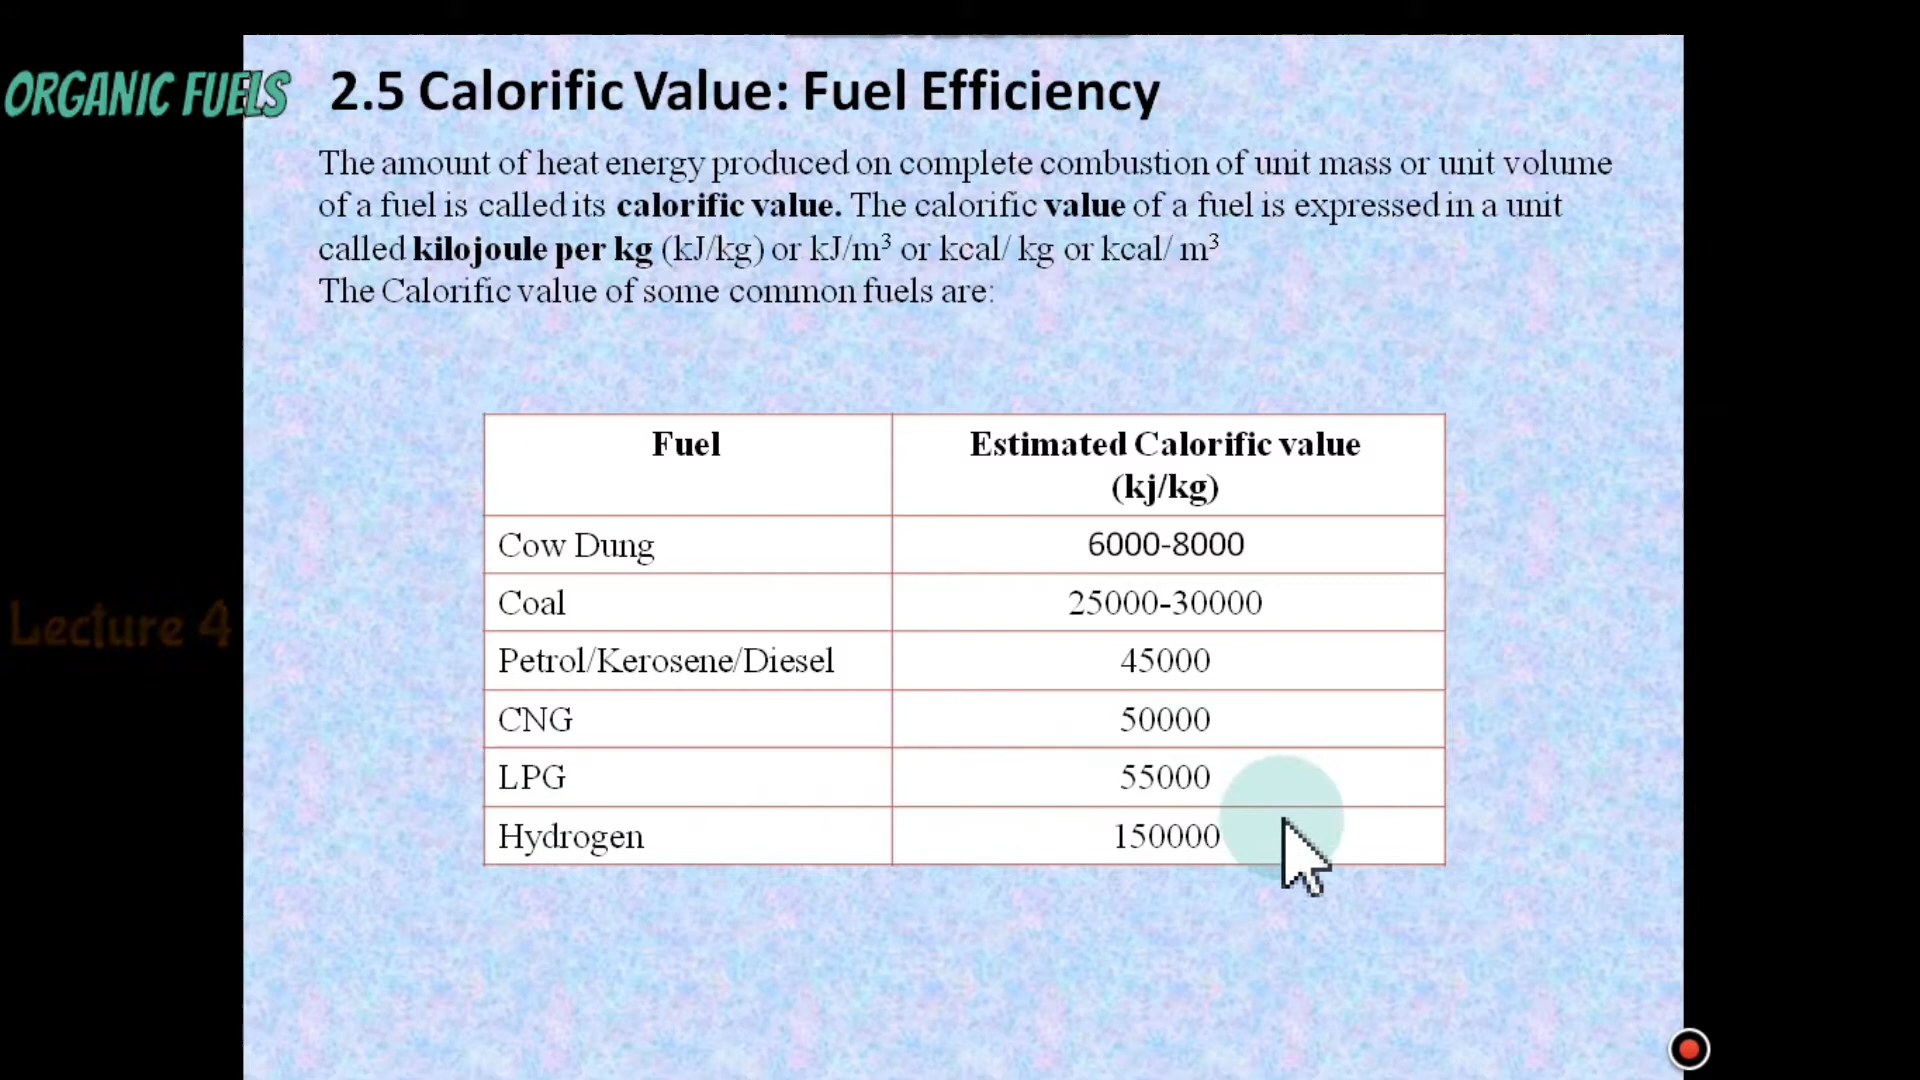 ORGANIC FUELS
2.5 Calorific Value: Fuel Efficiency
The amount of heat energy produced on complete combustion of unit mass or unit volume
of a fuel is called its calorific value. The calorific value of a fuel is expressed in a unit
called kilojoule per kg (kJ/kg) or kJ/m³ or kcal/ kg or kcal/ m³
The Calorific value of some common fuels are:
Fuel Estimated Calorific value
(kj/kg)
Cow Dung 6000-8000
Coal 25000-30000
Lecture 4
Petrol/Kerosene/Diesel 45000
CNG 50000
LPG 55000
Hydrogen 150000